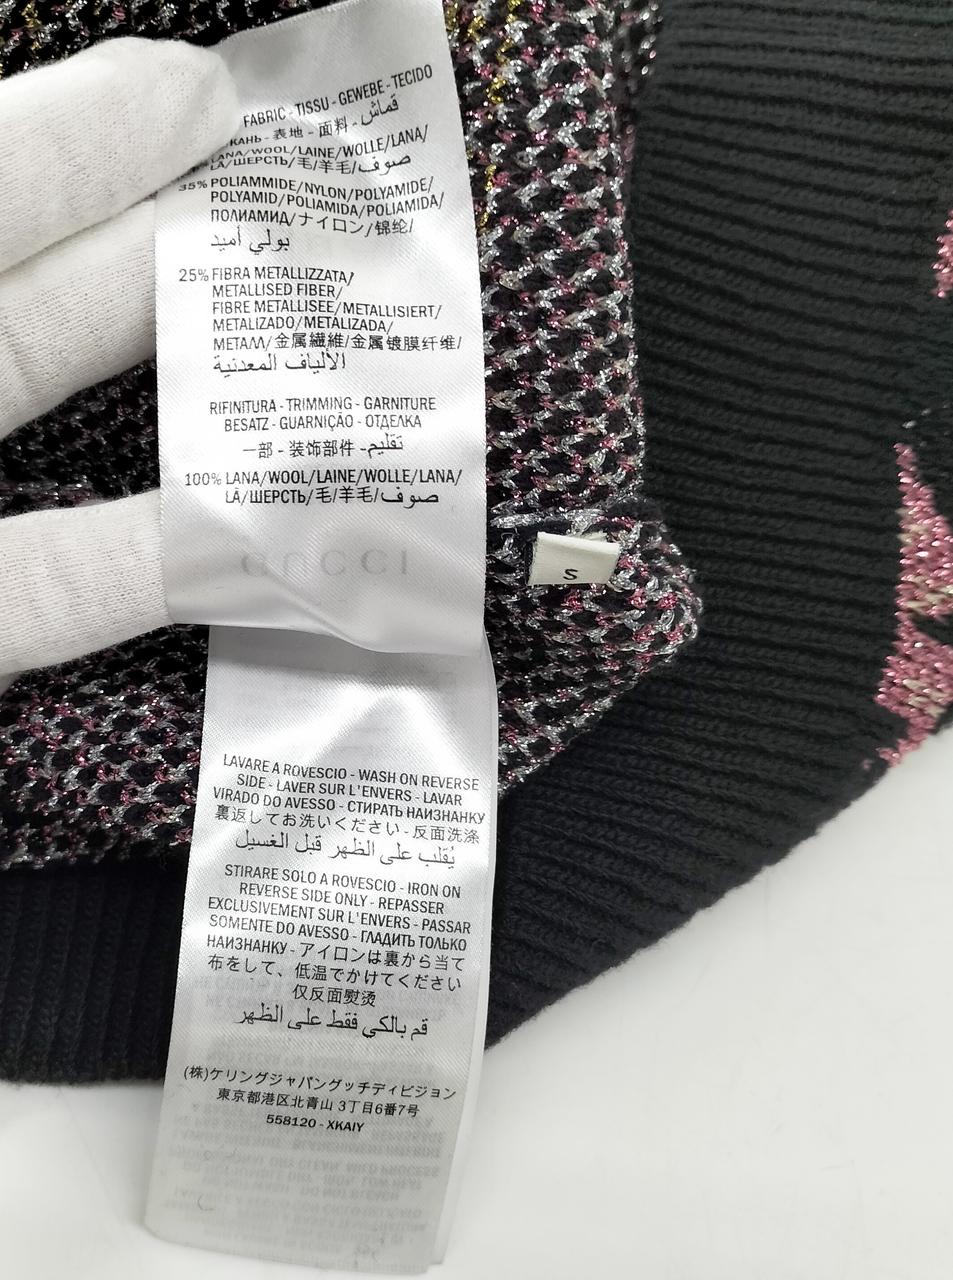 FABRIC - TISSU - GEWEBE - TECIDO
КАНЬ - 表地 - 面料 - قماش
LANA/WOOL/LAINE/WOLLE/LANA/
LÃ/ШЕРСТЬ/毛/羊毛/صوف
35% POLIAMMIDE/NYLON/POLYAMIDE/
POLYAMID/POLIAMIDA/POLIAMIDA/
ПОЛИАМИД/ナイロン/锦纶/
بولي أميد
25% FIBRA METALLIZZATA/
METALLISED FIBER/
FIBRE METALLISEE/METALLISIERT/
METALIZADO/METALIZADA/
МЕТАЛЛ/金属繊維/金属镀膜纤维/
الألياف المعدنية
RIFINITURA - TRIMMING - GARNITURE
BESATZ - GUARNIÇÃO - ОТДЕЛКА
一部 - 装饰部件 - تقليم
100% LANA/WOOL/LAINE/WOLLE/LANA/
LÃ/ШЕРСТЬ/毛/羊毛/صوف
GUCCI
S
LAVARE A ROVESCIO - WASH ON REVERSE
SIDE - LAVER SUR L'ENVERS - LAVAR
VIRADO DO AVESSO - СТИРАТЬ НАИЗНАНКУ
裏返してお洗いください - 反面洗涤
يُقلب على الظهر قبل الغسيل
STIRARE SOLO A ROVESCIO - IRON ON
REVERSE SIDE ONLY - REPASSER
EXCLUSIVEMENT SUR L'ENVERS - PASSAR
SOMENTE DO AVESSO - ГЛАДИТЬ ТОЛЬКО
НАИЗНАНКУ - アイロンは裏から当て
布をして、低温でかけてください
仅反面熨烫
قم بالكي فقط على الظهر
(株)ケリングジャパングッチディビジョン
東京都港区北青山 3丁目6番7号
558120 - XKAIY